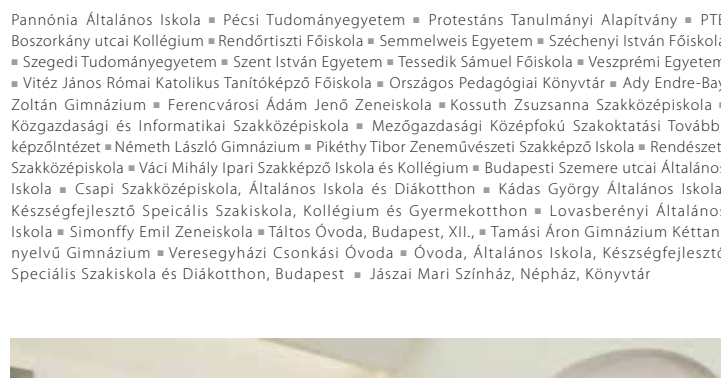 Pannónia Általános Iskola ▪ Pécsi Tudományegyetem ▪ Protestáns Tanulmányi Alapítvány ▪ PTE
Boszorkány utcai Kollégium ▪ Rendőrtiszti Főiskola ▪ Semmelweis Egyetem ▪ Széchenyi István Főiskola
▪ Szegedi Tudományegyetem ▪ Szent István Egyetem ▪ Tessedik Sámuel Főiskola ▪ Veszprémi Egyetem
▪ Vitéz János Római Katolikus Tanítóképző Főiskola ▪ Országos Pedagógiai Könyvtár ▪ Ady Endre-Bay
Zoltán Gimnázium ▪ Ferencvárosi Ádám Jenő Zeneiskola ▪ Kossuth Zsuzsanna Szakközépiskola ▪
Közgazdasági és Informatikai Szakközépiskola ▪ Mezőgazdasági Középfokú Szakoktatási Tovább-
képzőIntézet ▪ Németh László Gimnázium ▪ Pikéthy Tibor Zeneművészeti Szakképző Iskola ▪ Rendészeti
Szakközépiskola ▪ Váci Mihály Ipari Szakképző Iskola és Kollégium ▪ Budapesti Szemere utcai Általános
Iskola ▪ Csapi Szakközépiskola, Általános Iskola és Diákotthon ▪ Kádas György Általános Iskola,
Készségfejlesztő Speicális Szakiskola, Kollégium és Gyermekotthon ▪ Lovasberényi Általános
Iskola ▪ Simonffy Emil Zeneiskola ▪ Táltos Óvoda, Budapest, XII., ▪ Tamási Áron Gimnázium Kéttan-
nyelvű Gimnázium ▪ Veresegyházi Csonkási Óvoda ▪ Óvoda, Általános Iskola, Készségfejlesztő
Speciális Szakiskola és Diákotthon, Budapest ▪ Jászai Mari Színház, Népház, Könyvtár